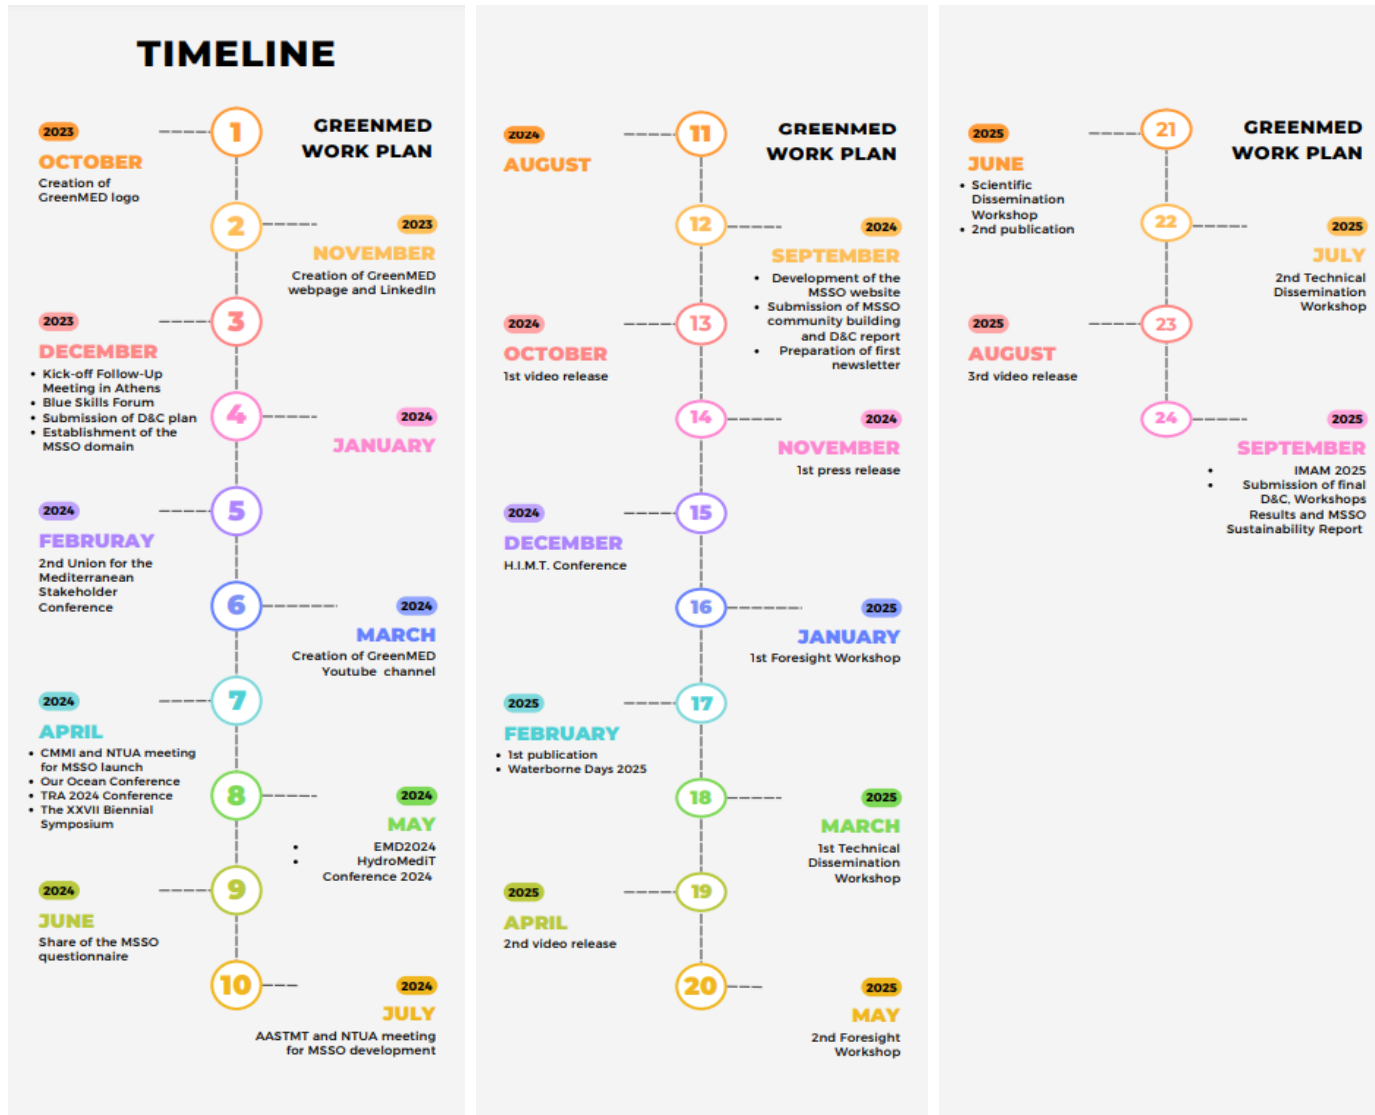 TIMELINE
GREENMED
WORK PLAN
1
2023
OCTOBER
Creation of
GreenMED logo
2
2023
NOVEMBER
Creation of GreenMED
webpage and LinkedIn
3
2023
DECEMBER
• Kick-off Follow-Up
Meeting in Athens
• Blue Skills Forum
• Submission of D&C plan
• Establishment of the
MSSO domain
4
2024
JANUARY
5
2024
FEBRURAY
2nd Union for the
Mediterranean
Stakeholder
Conference
6
2024
MARCH
Creation of GreenMED
Youtube channel
7
2024
APRIL
• CMMI and NTUA meeting
for MSSO launch
• Our Ocean Conference
• TRA 2024 Conference
• The XXVII Biennial
Symposium
8
2024
MAY
• EMD2024
• HydroMediT
Conference 2024
9
2024
JUNE
Share of the MSSO
questionnaire
10
2024
JULY
AASTMT and NTUA meeting
for MSSO development
GREENMED
WORK PLAN
11
2024
AUGUST
12
2024
SEPTEMBER
• Development of the
MSSO website
• Submission of MSSO
community building
and D&C report
• Preparation of first
newsletter
13
2024
OCTOBER
1st video release
14
2024
NOVEMBER
1st press release
15
2024
DECEMBER
H.I.M.T. Conference
16
2025
JANUARY
1st Foresight Workshop
17
2025
FEBRUARY
• 1st publication
• Waterborne Days 2025
18
2025
MARCH
1st Technical
Dissemination
Workshop
19
2025
APRIL
2nd video release
20
2025
MAY
2nd Foresight
Workshop
GREENMED
WORK PLAN
21
2025
JUNE
• Scientific
Dissemination
Workshop
• 2nd publication
22
2025
JULY
2nd Technical
Dissemination
Workshop
23
2025
AUGUST
3rd video release
24
2025
SEPTEMBER
• IMAM 2025
• Submission of final
D&C, Workshops
Results and MSSO
Sustainability Report